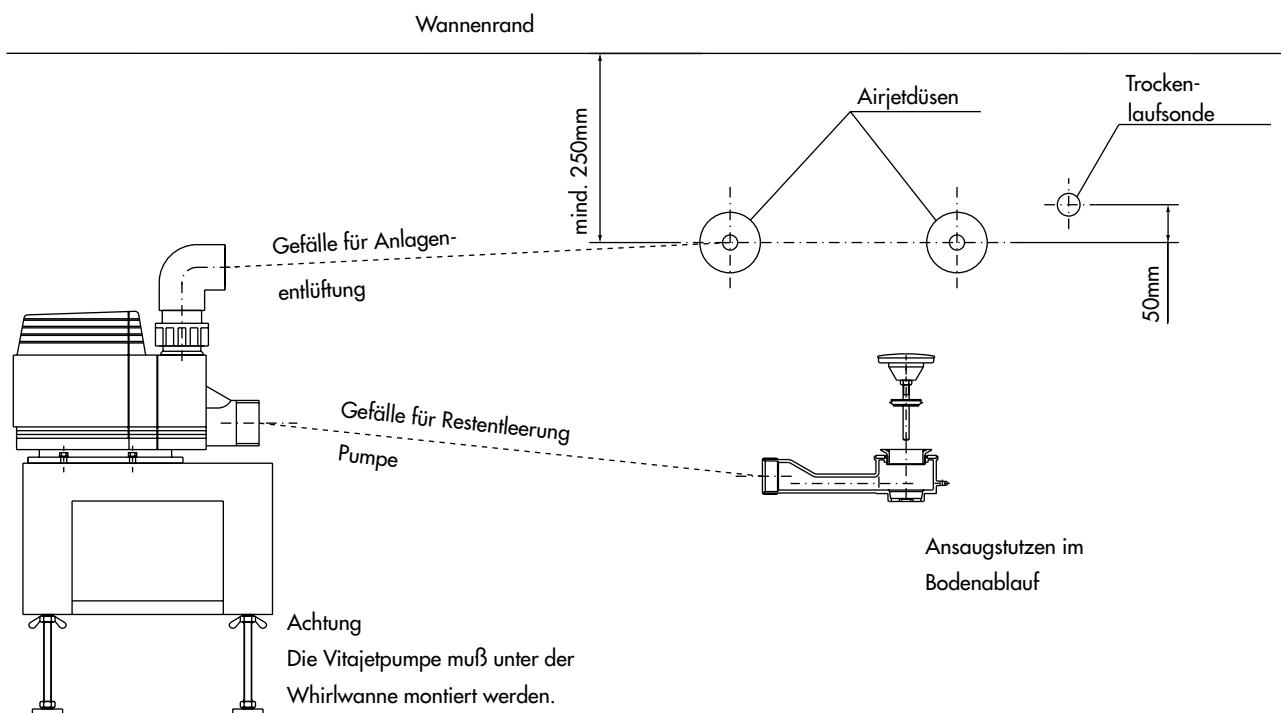 Wannenrand
mind. 250mm
Airjetdüsen
Trocken-
laufsonde
50mm
Gefälle für Anlagen-
entlüftung
Gefälle für Restentleerung
Pumpe
Ansaugstutzen im
Bodenablauf
Achtung
Die Vitajetpumpe muß unter der
Whirlwanne montiert werden.